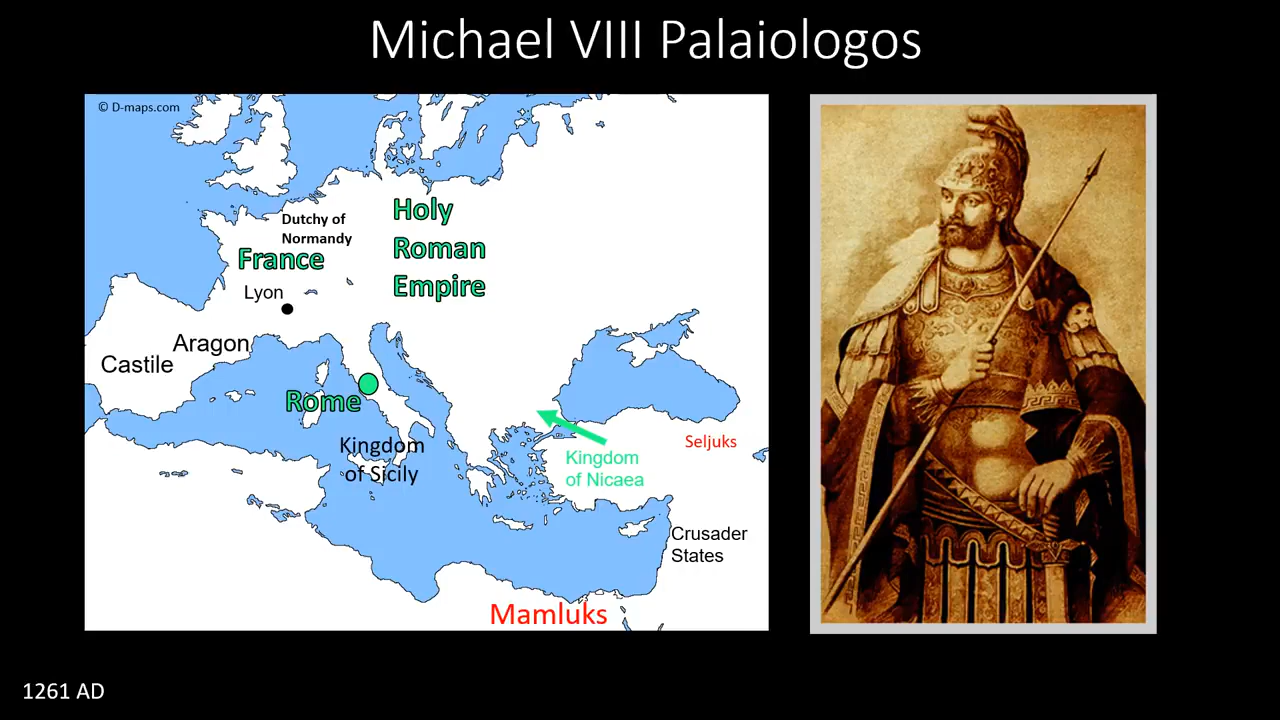 Michael VIII Palaiologos
© D-maps.com
Holy
Roman
Empire
Dutchy of
Normandy
France
Lyon
Aragon
Castile
Rome
Kingdom
of Sicily
Seljuks
Kingdom
of Nicaea
Crusader
States
Mamluks
1261 AD